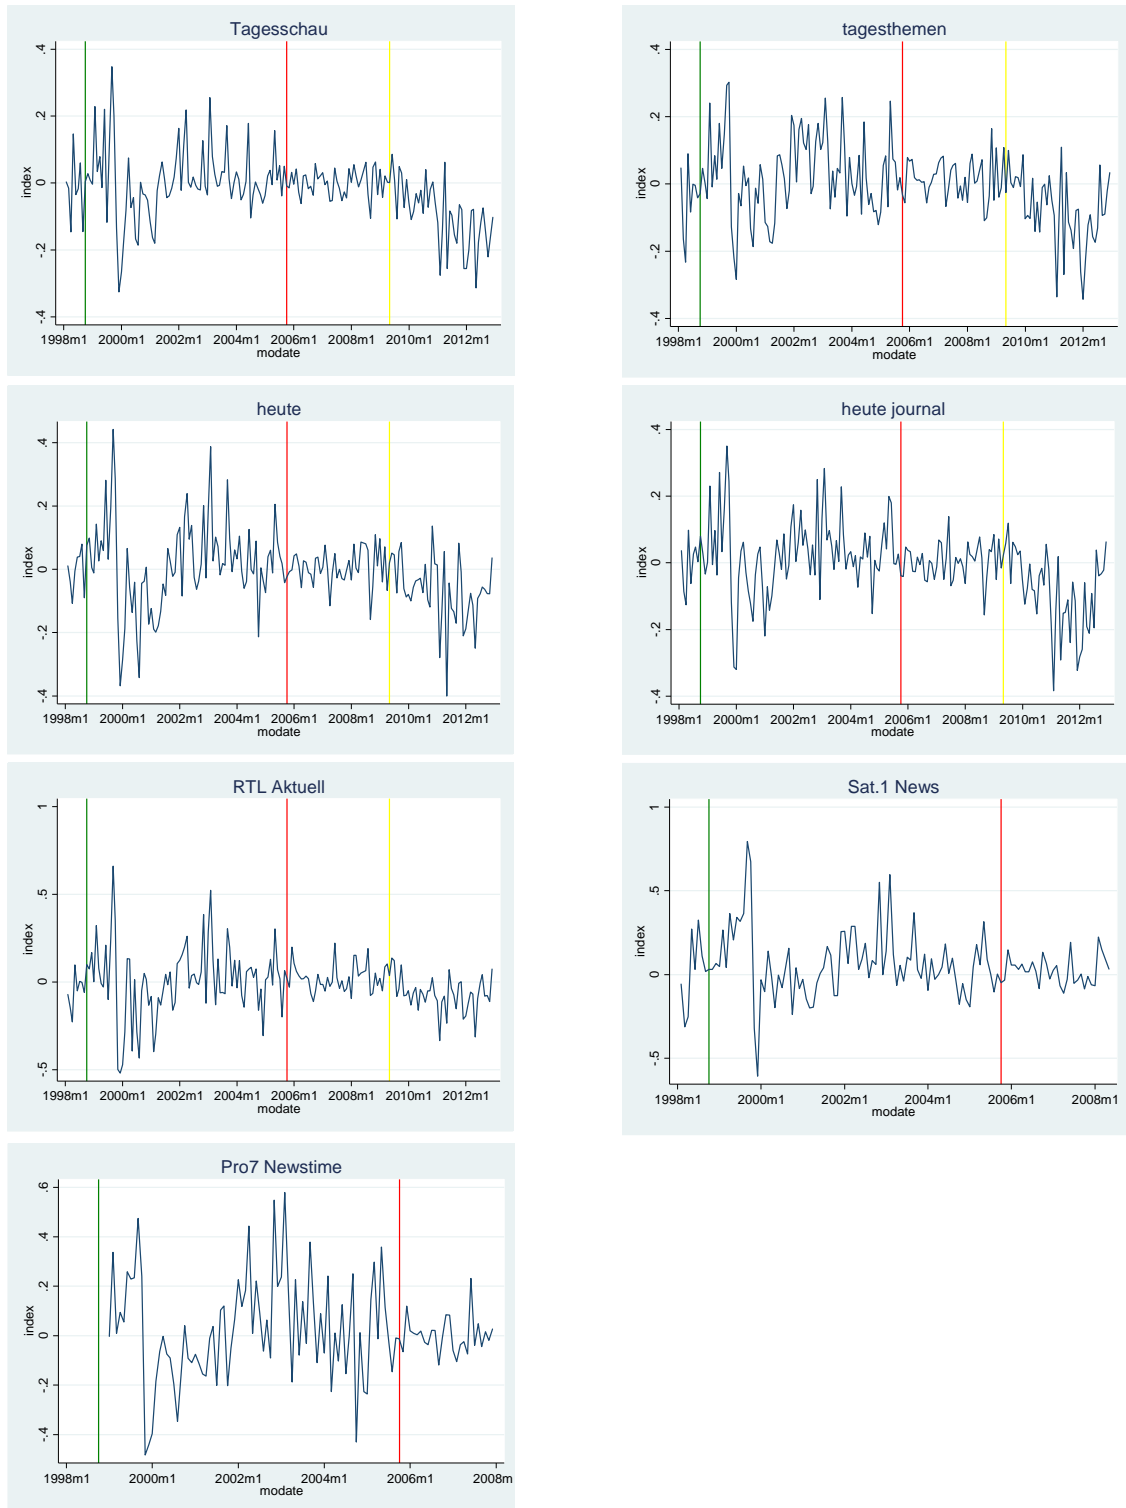 Tagesschau
.4
.2
0
-.2
-.4
index
1998m1 2000m1 2002m1 2004m1 2006m1 2008m1 2010m1 2012m1
modate
tagesthemen
.4
.2
0
-.2
-.4
index
1998m1 2000m1 2002m1 2004m1 2006m1 2008m1 2010m1 2012m1
modate
heute
.4
.2
0
-.2
-.4
index
1998m1 2000m1 2002m1 2004m1 2006m1 2008m1 2010m1 2012m1
modate
heute journal
.4
.2
0
-.2
-.4
index
1998m1 2000m1 2002m1 2004m1 2006m1 2008m1 2010m1 2012m1
modate
RTL Aktuell
1
.5
0
-.5
index
1998m1 2000m1 2002m1 2004m1 2006m1 2008m1 2010m1 2012m1
modate
Sat.1 News
1
.5
0
-.5
index
1998m1 2000m1 2002m1 2004m1 2006m1 2008m1
modate
Pro7 Newstime
.6
.4
.2
0
-.2
-.4
index
1998m1 2000m1 2002m1 2004m1 2006m1 2008m
modate